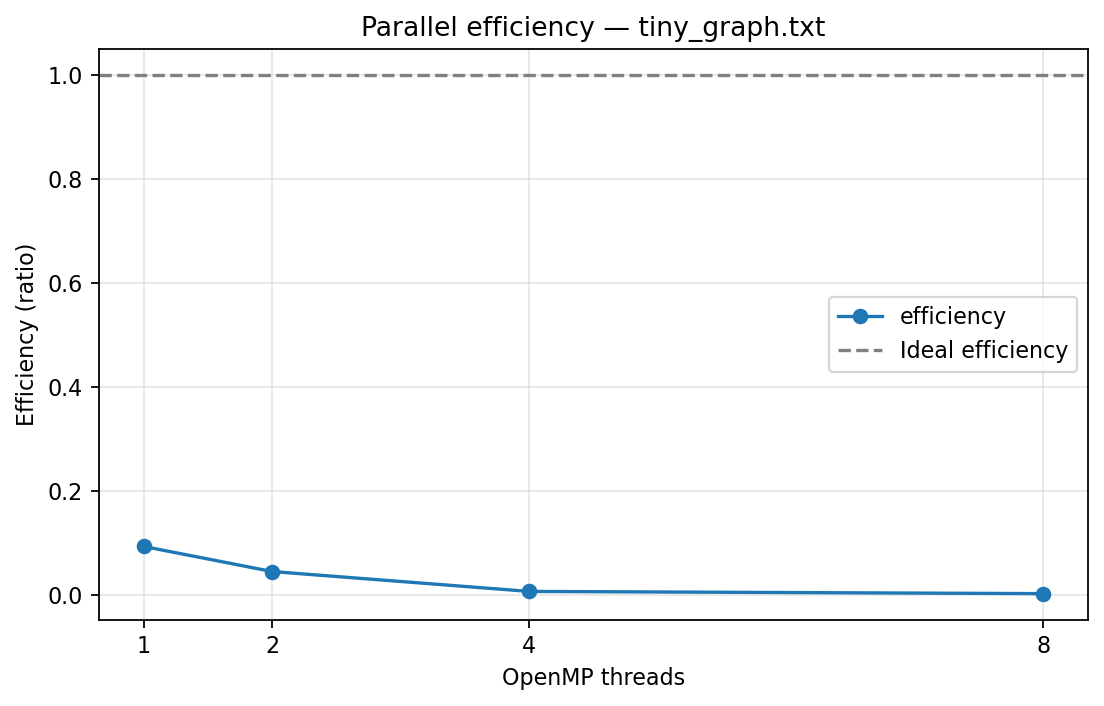 Parallel efficiency — tiny_graph.txt
Efficiency (ratio)
1.0
0.8
0.6
0.4
0.2
0.0
efficiency
Ideal efficiency
1 2 4 8
OpenMP threads